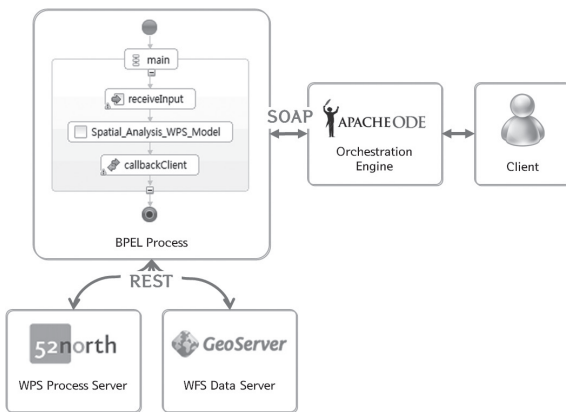 main
receiveInput
Spatial_Analysis_WPS_Model
callbackClient
BPEL Process
SOAP
APACHE ODE
Orchestration
Engine
Client
REST
52north
WPS Process Server
GeoServer
WFS Data Server